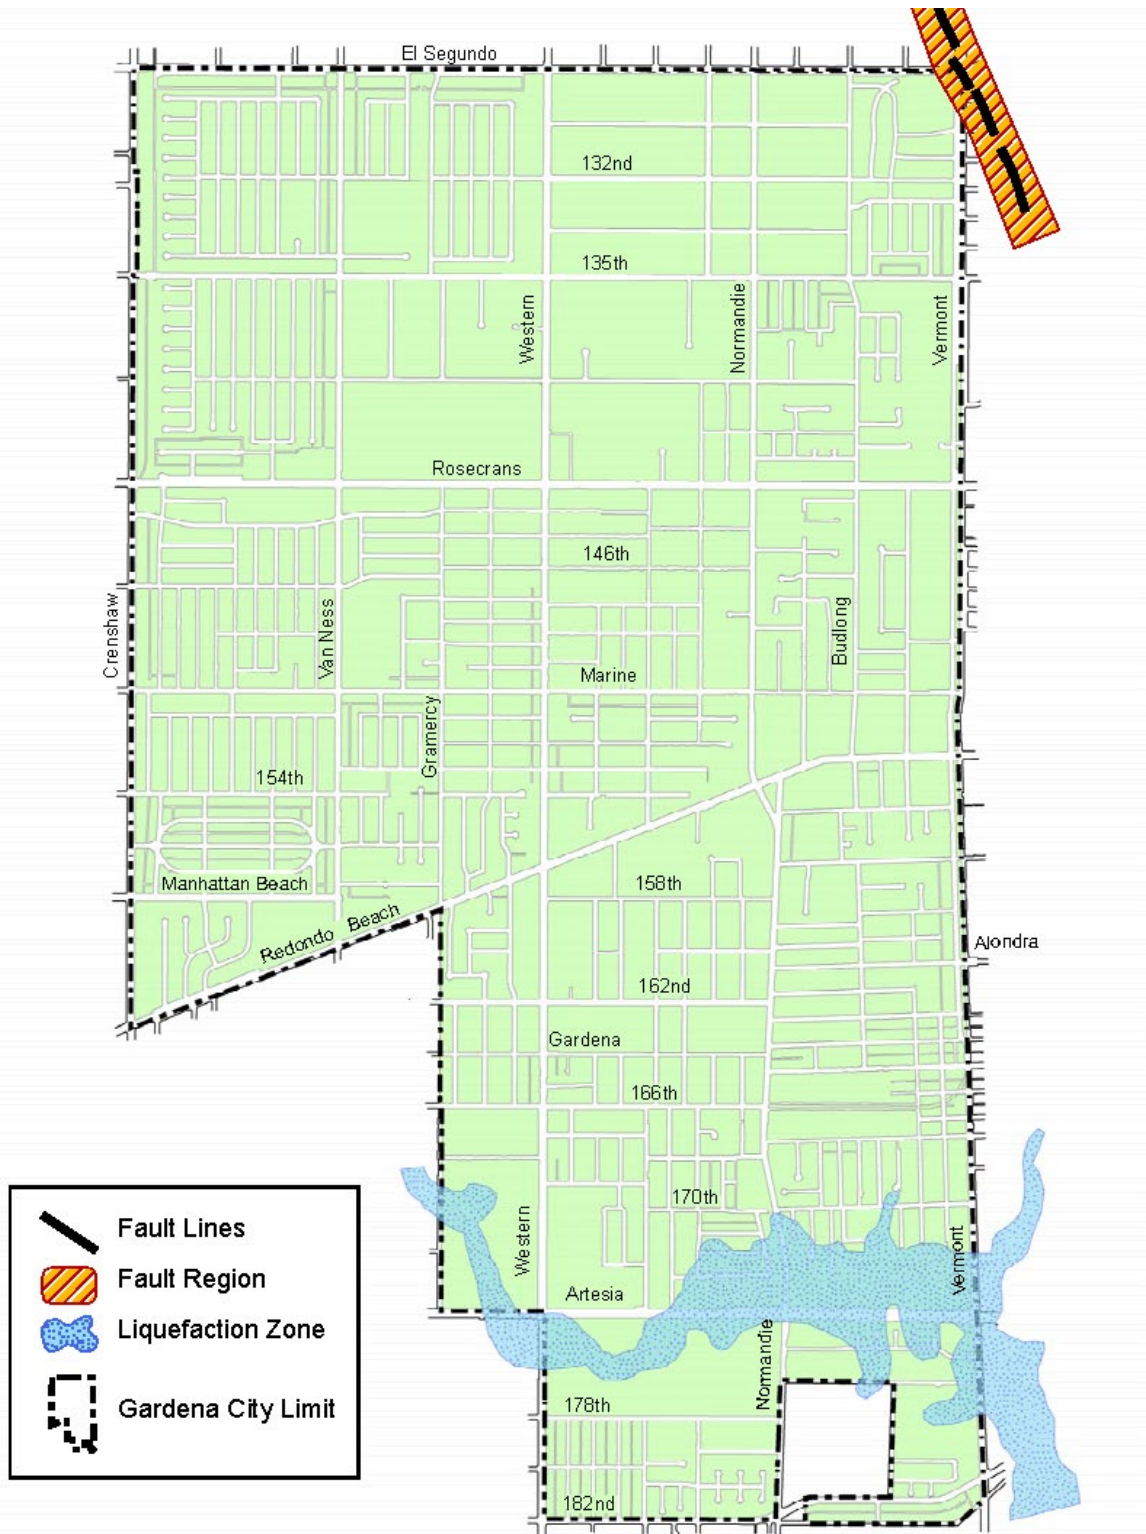 El Segundo
132nd
135th
Western
Normandie
Vermont
Rosecrans
146th
Crenshaw
Van Ness
Budlong
Marine
Gramercy
154th
Manhattan Beach
158th
Redondo Beach
Alondra
162nd
Gardena
166th
170th
Western
Vermont
Artesia
Normandie
178th
182nd
Fault Lines
Fault Region
Liquefaction Zone
Gardena City Limit